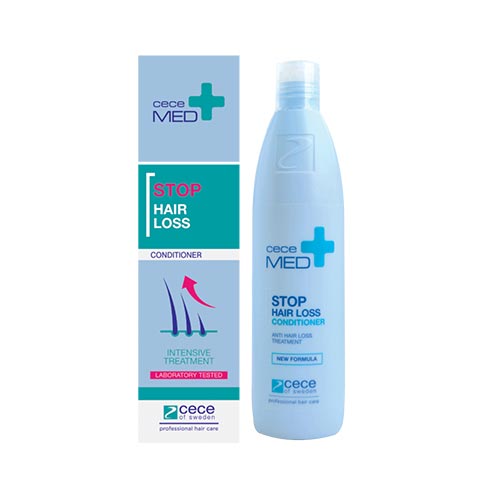 cece
MED
STOP
HAIR
LOSS
CONDITIONER
INTENSIVE
TREATMENT
LABORATORY TESTED
cece
of sweden
professional hair care
cece
MED
STOP
HAIR LOSS
CONDITIONER
ANTI HAIR LOSS
TREATMENT
NEW FORMULA
cece
of sweden
professional hair care